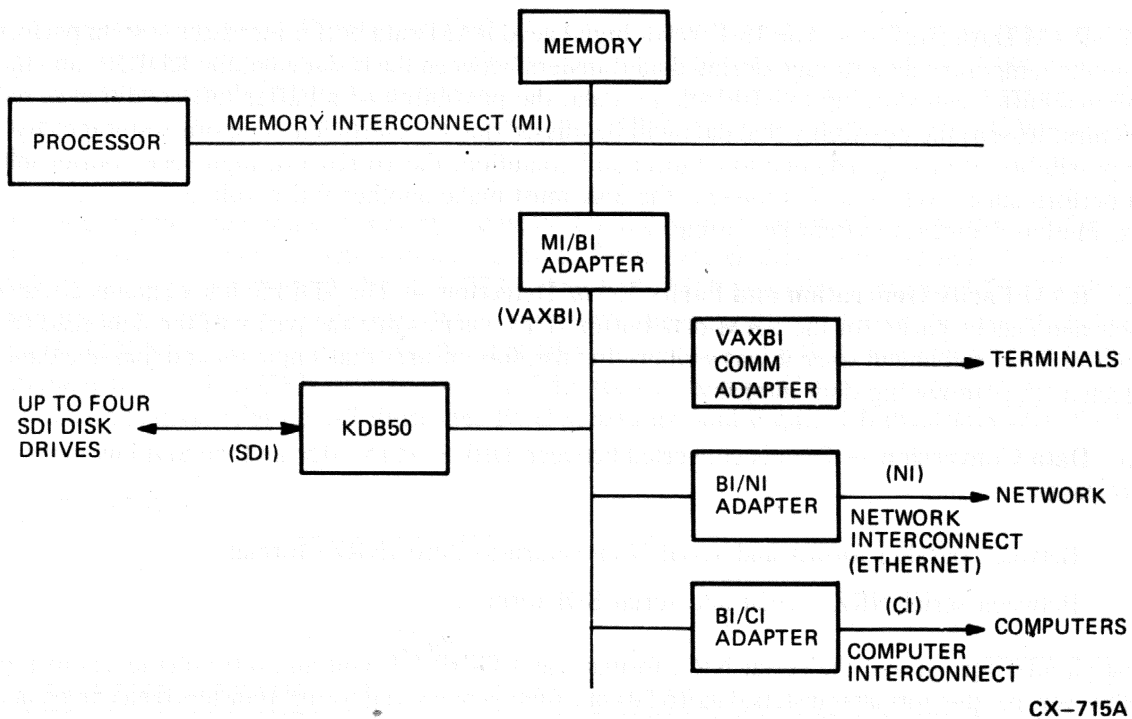 MEMORY
PROCESSOR
MEMORY INTERCONNECT (MI)
MI/BI
ADAPTER
(VAXBI)
VAXBI
COMM
ADAPTER
TERMINALS
UP TO FOUR
SDI DISK
DRIVES
(SDI)
KDB50
BI/NI
ADAPTER
(NI)
NETWORK
NETWORK
INTERCONNECT
(ETHERNET)
BI/CI
ADAPTER
(CI)
COMPUTERS
COMPUTER
INTERCONNECT
CX–715A